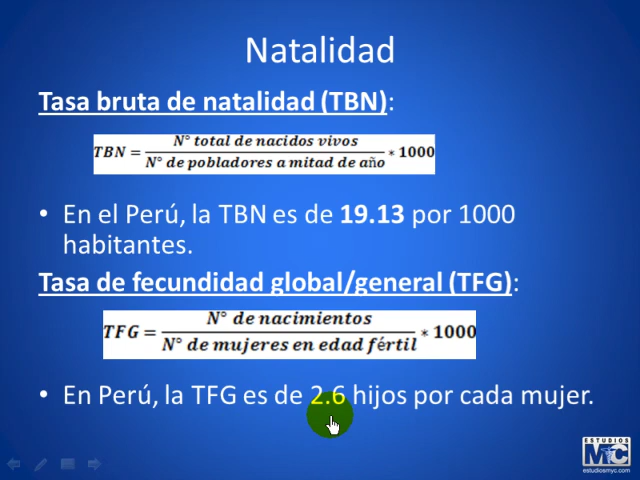 Natalidad
Tasa bruta de natalidad (TBN):
TBN = N° total de nacidos vivos / N° de pobladores a mitad de año * 1000
• En el Perú, la TBN es de 19.13 por 1000
habitantes.
Tasa de fecundidad global/general (TFG):
TFG = N° de nacimientos / N° de mujeres en edad fértil * 1000
• En Perú, la TFG es de 2.6 hijos por cada mujer.
ESTUDIOS
MC
estudiosmyc.com